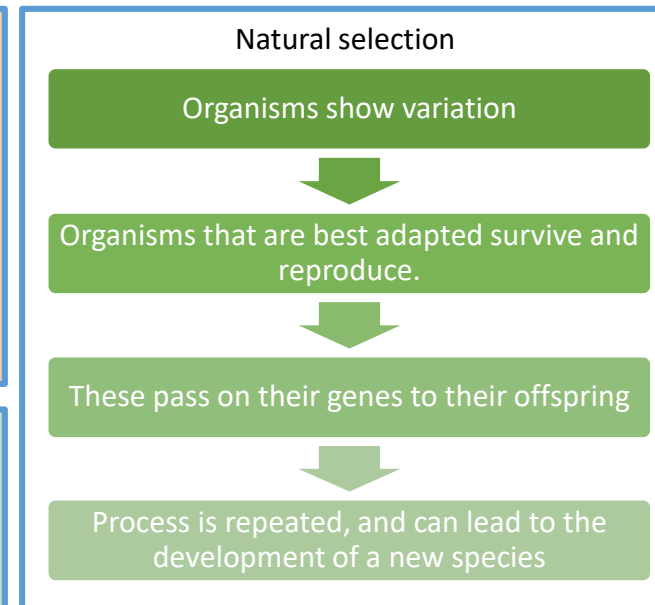 Natural selection
Organisms show variation
Organisms that are best adapted survive and
reproduce.
These pass on their genes to their offspring
Process is repeated, and can lead to the
development of a new species